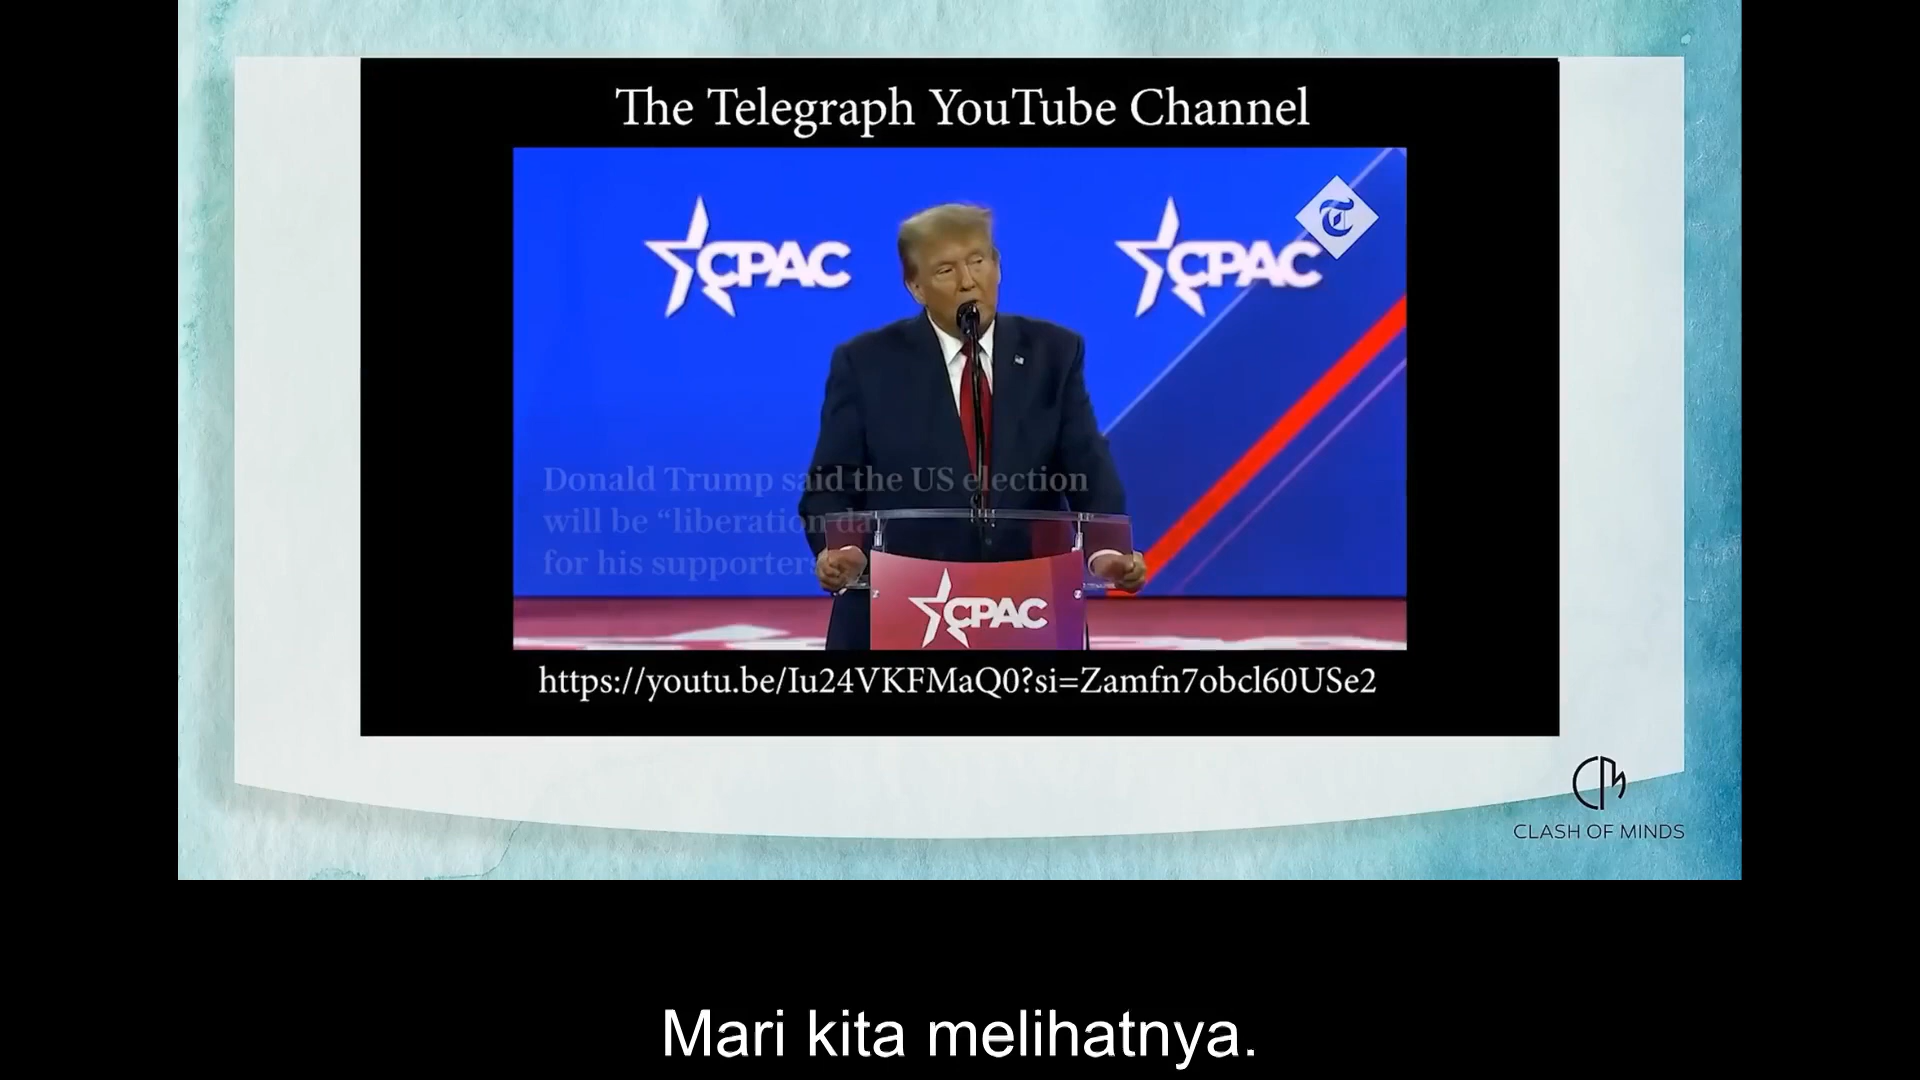 The Telegraph YouTube Channel
CPAC
CPAC
Donald Trump said the US election
will be “liberation day
for his supporters
CPAC
https://youtu.be/Iu24VKFMaQ0?si=Zamfn7obcl60USe2
CLASH OF MINDS
Mari kita melihatnya.